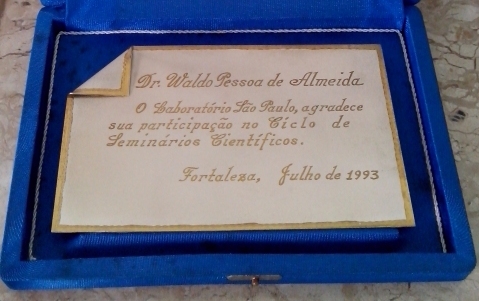 Dr. Waldo Pessoa de Almeida
O Laboratório São Paulo, agradece
sua participação no Ciclo de
Seminários Científicos.
Fortaleza, Julho de 1993